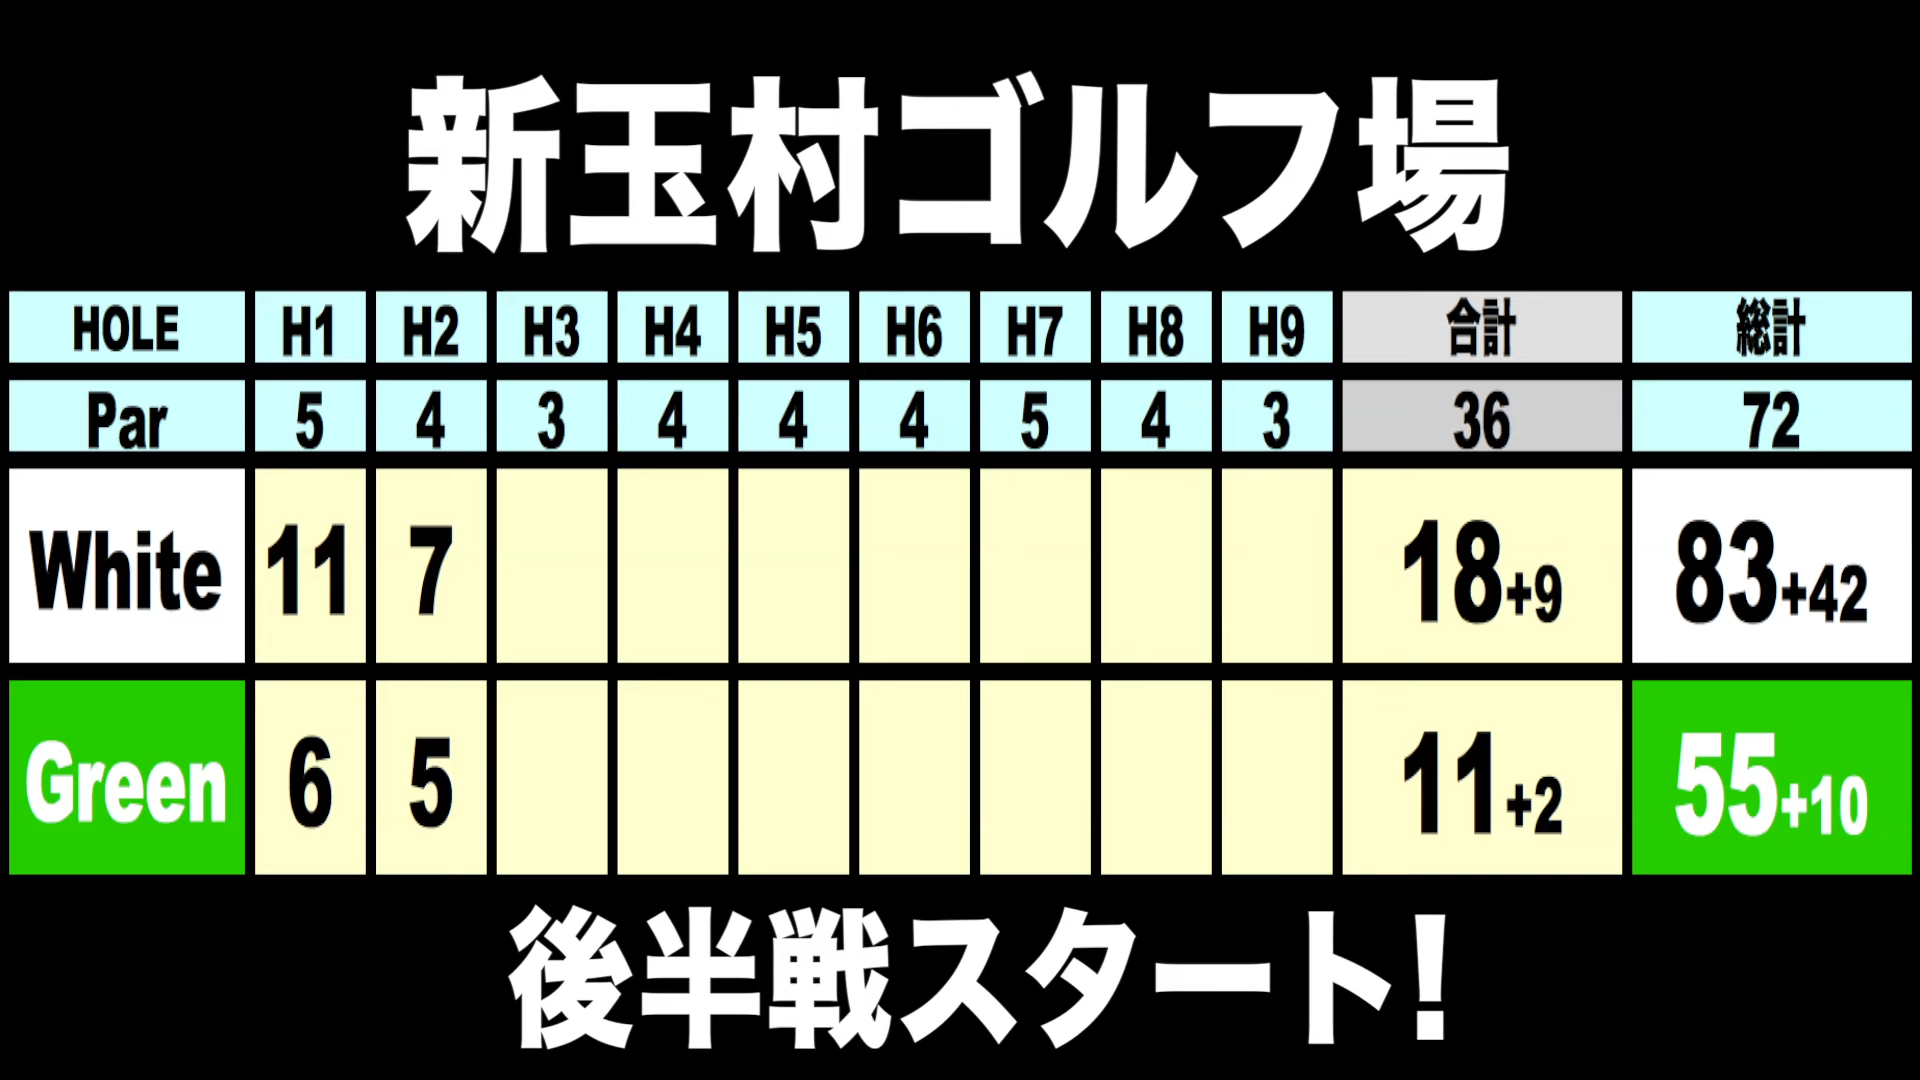 新玉村ゴルフ場
HOLE H1 H2 H3 H4 H5 H6 H7 H8 H9 合計 総計
Par 5 4 3 4 4 4 5 4 3 36 72
White 11 7 18+9 83+42
Green 6 5 11+2 55+10
後半戦スタート!